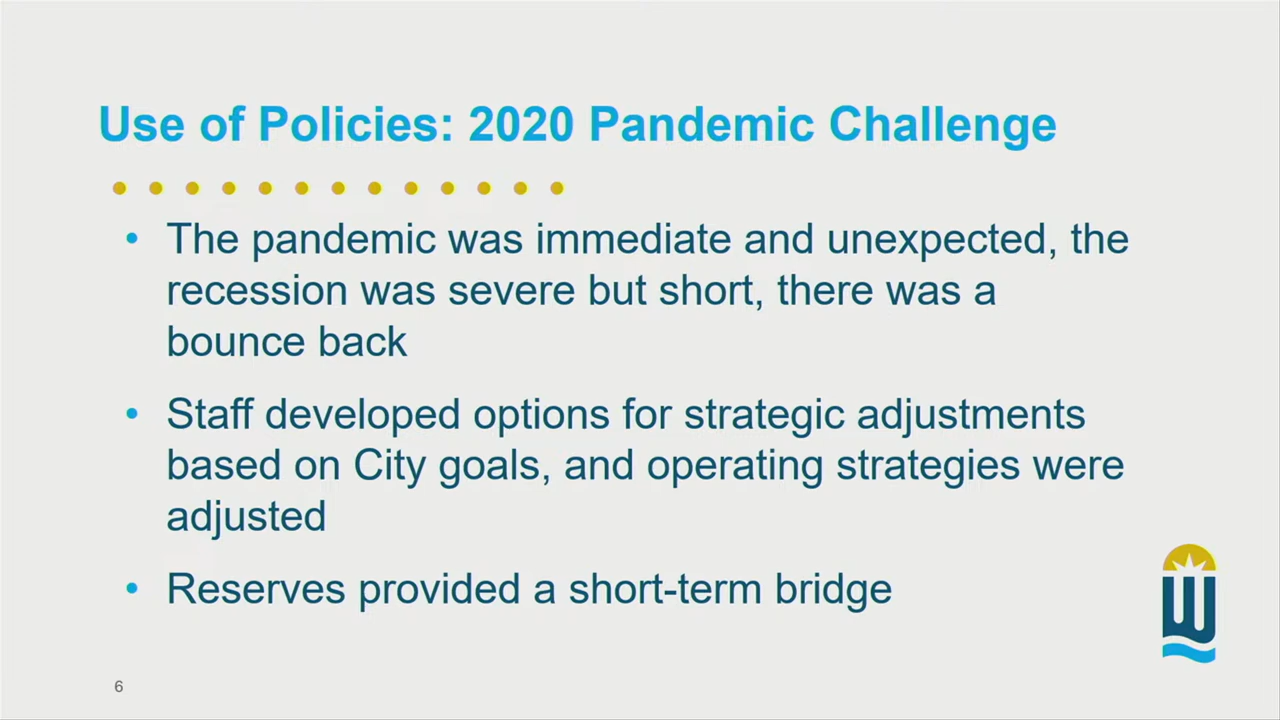 Use of Policies: 2020 Pandemic Challenge
• The pandemic was immediate and unexpected, the
recession was severe but short, there was a
bounce back
• Staff developed options for strategic adjustments
based on City goals, and operating strategies were
adjusted
• Reserves provided a short-term bridge
W
6